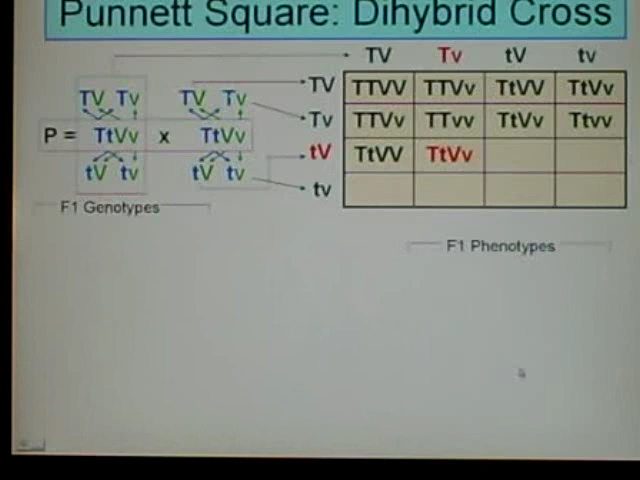 Punnett Square: Dihybrid Cross
TV Tv tV tv
TV Tv TV Tv
P = TtVv x TtVv
tV tv tV tv
F1 Genotypes
TV TTVV TTVv TtVV TtVv
Tv TTVv TTvv TtVv Ttvv
tV TtVV TtVv
tv
F1 Phenotypes